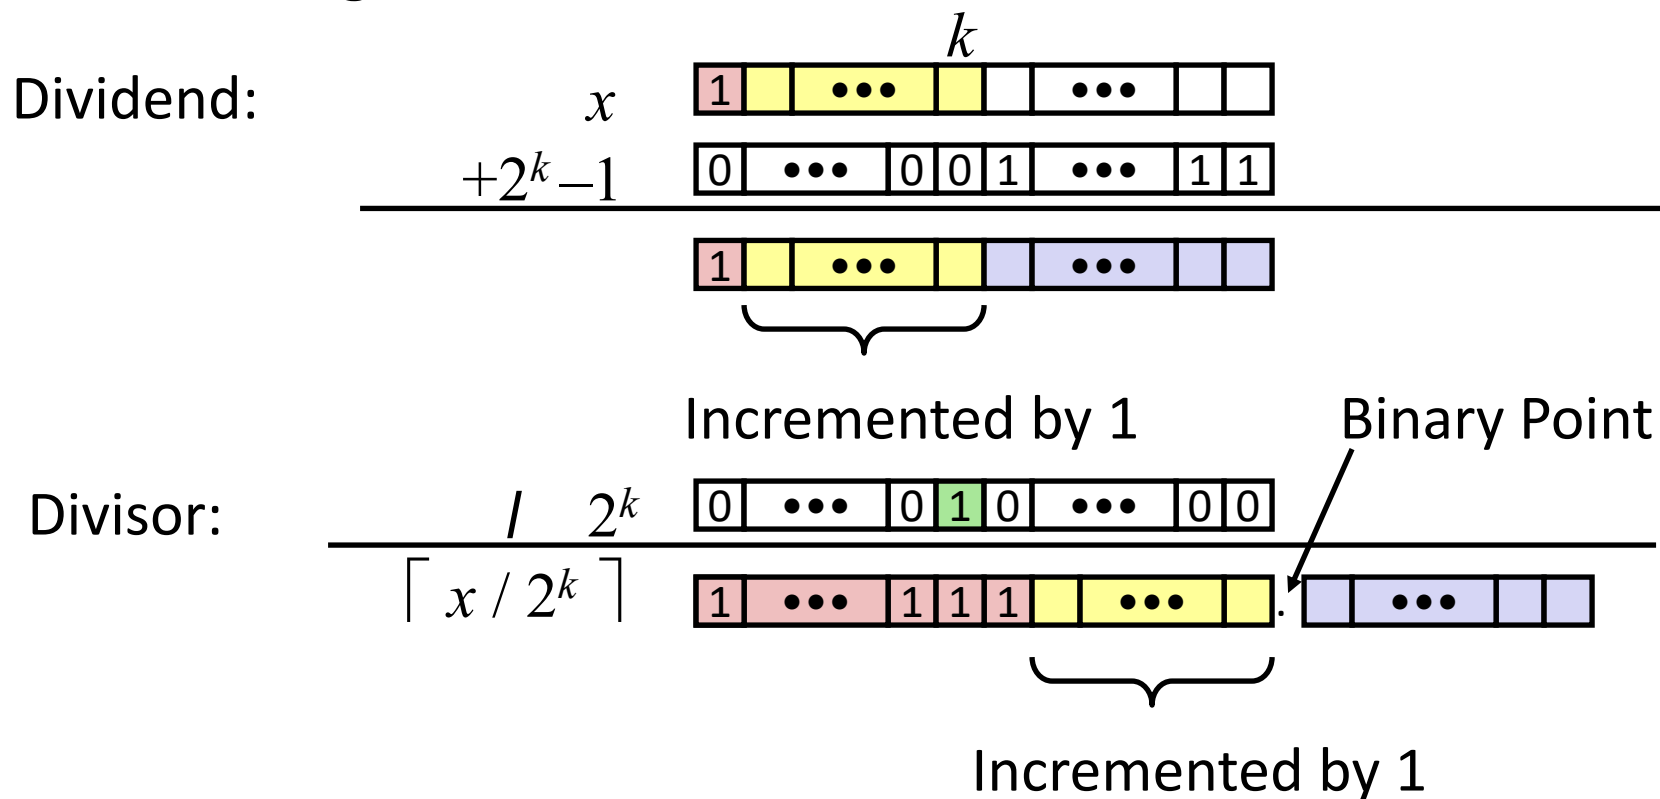 k
Dividend: x 1 ••• •••
+2^k –1 0 ••• 0 0 1 ••• 1 1
1 ••• •••
Incremented by 1
Binary Point
Divisor: / 2^k 0 ••• 0 1 0 ••• 0 0
⌈ x / 2^k ⌉ 1 ••• 1 1 1 ••• . •••
Incremented by 1